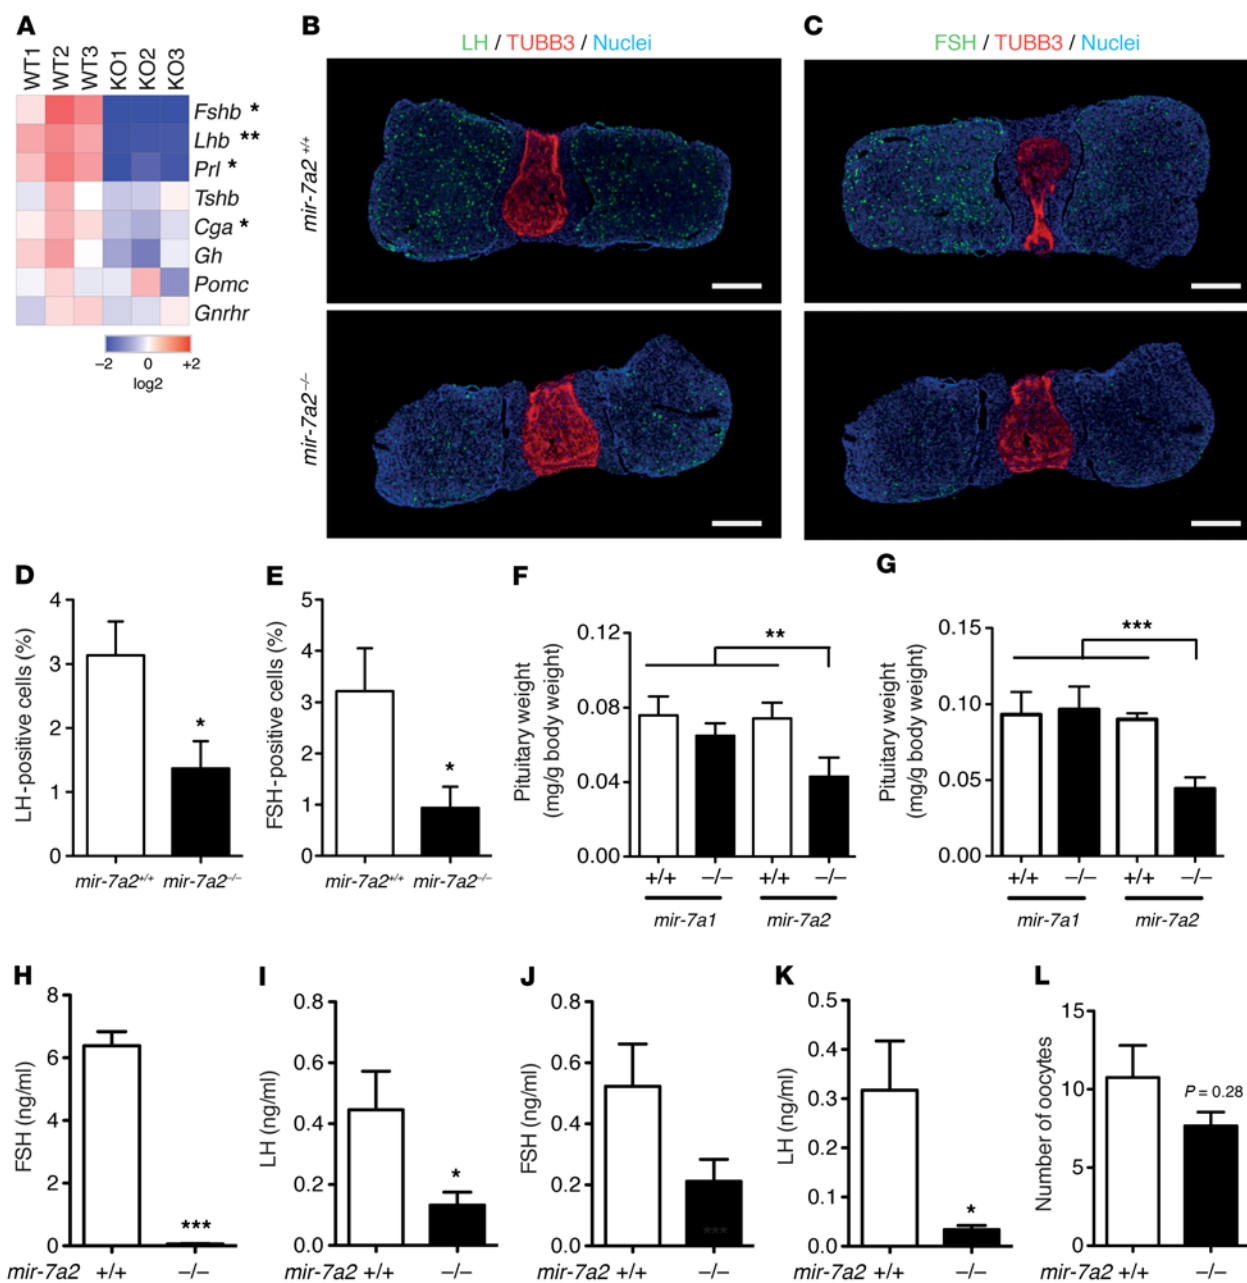 A
WT1 WT2 WT3 KO1 KO2 KO3
Fshb *
Lhb **
Prl *
Tshb
Cga *
Gh
Pomc
Gnrhr
−2 0 +2
log2
B
LH / TUBB3 / Nuclei
mir-7a2 +/+
mir-7a2 −/−
C
FSH / TUBB3 / Nuclei
D
LH-positive cells (%)
4
3
2
1
0
*
mir-7a2+/+ mir-7a2−/−
E
FSH-positive cells (%)
5
4
3
2
1
0
*
mir-7a2+/+ mir-7a2−/−
F
Pituitary weight
(mg/g body weight)
0.12
0.08
0.04
0.00
**
+/+ −/− +/+ −/−
mir-7a1 mir-7a2
G
Pituitary weight
(mg/g body weight)
0.15
0.10
0.05
0.00
***
+/+ −/− +/+ −/−
mir-7a1 mir-7a2
H
FSH (ng/ml)
8
6
4
2
0
***
mir-7a2 +/+ −/−
I
LH (ng/ml)
0.8
0.6
0.4
0.2
0.0
*
mir-7a2 +/+ −/−
J
FSH (ng/ml)
0.8
0.6
0.4
0.2
0.0
***
mir-7a2 +/+ −/−
K
LH (ng/ml)
0.5
0.4
0.3
0.2
0.1
0.0
*
mir-7a2 +/+ −/−
L
Number of oocytes
15
10
5
0
P = 0.28
mir-7a2 +/+ −/−